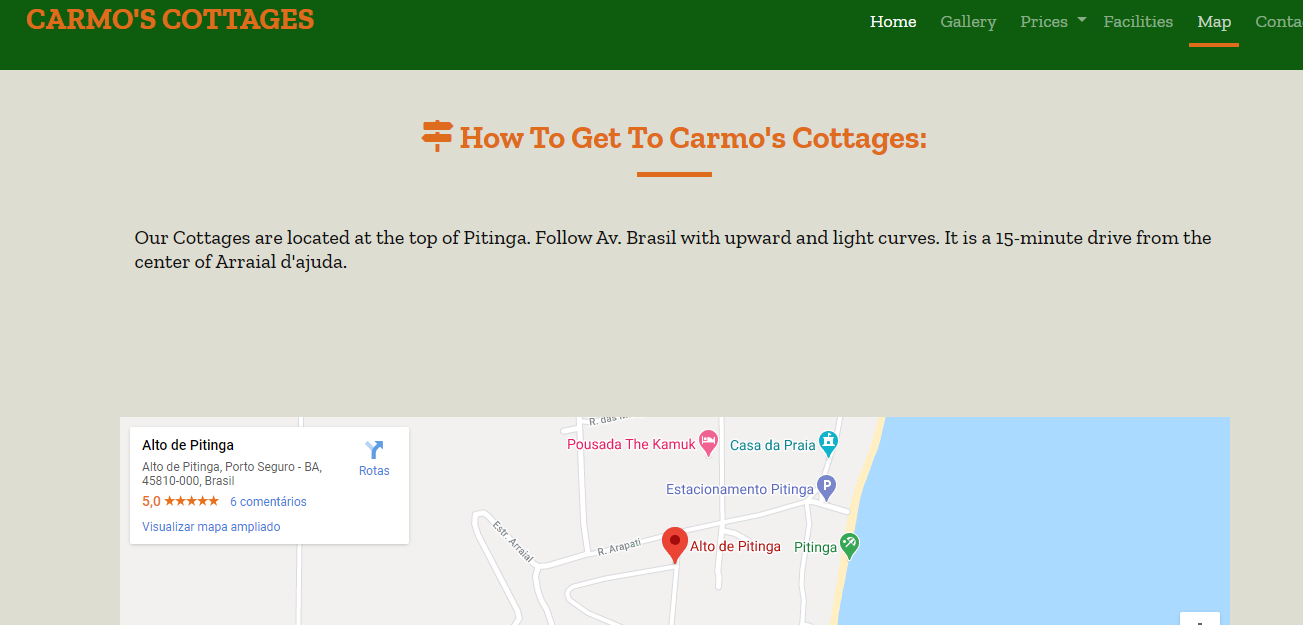 CARMO'S COTTAGES
Home Gallery Prices Facilities Map
How To Get To Carmo's Cottages:
Our Cottages are located at the top of Pitinga. Follow Av. Brasil with upward and light curves. It is a 15-minute drive from the
center of Arraial d'ajuda.
Alto de Pitinga
Alto de Pitinga, Porto Seguro - BA,
45810-000, Brasil
5,0 6 comentários
Visualizar mapa ampliado
Rotas
Pousada The Kamuk
Casa da Praia
Estacionamento Pitinga
P
Estr. Arraial
R. Arapati
Alto de Pitinga
Pitinga